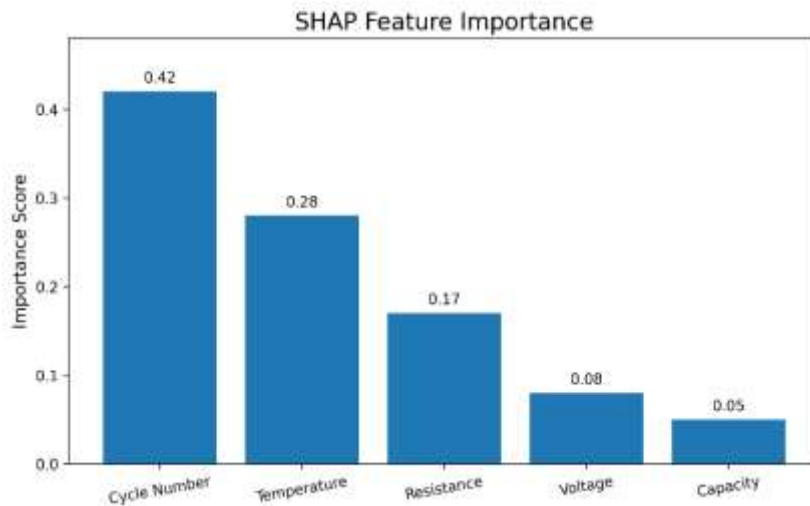 SHAP Feature Importance
0.42
0.28
0.17
0.08
0.05
Importance Score
0.4
0.3
0.2
0.1
0.0
Cycle Number
Temperature
Resistance
Voltage
Capacity